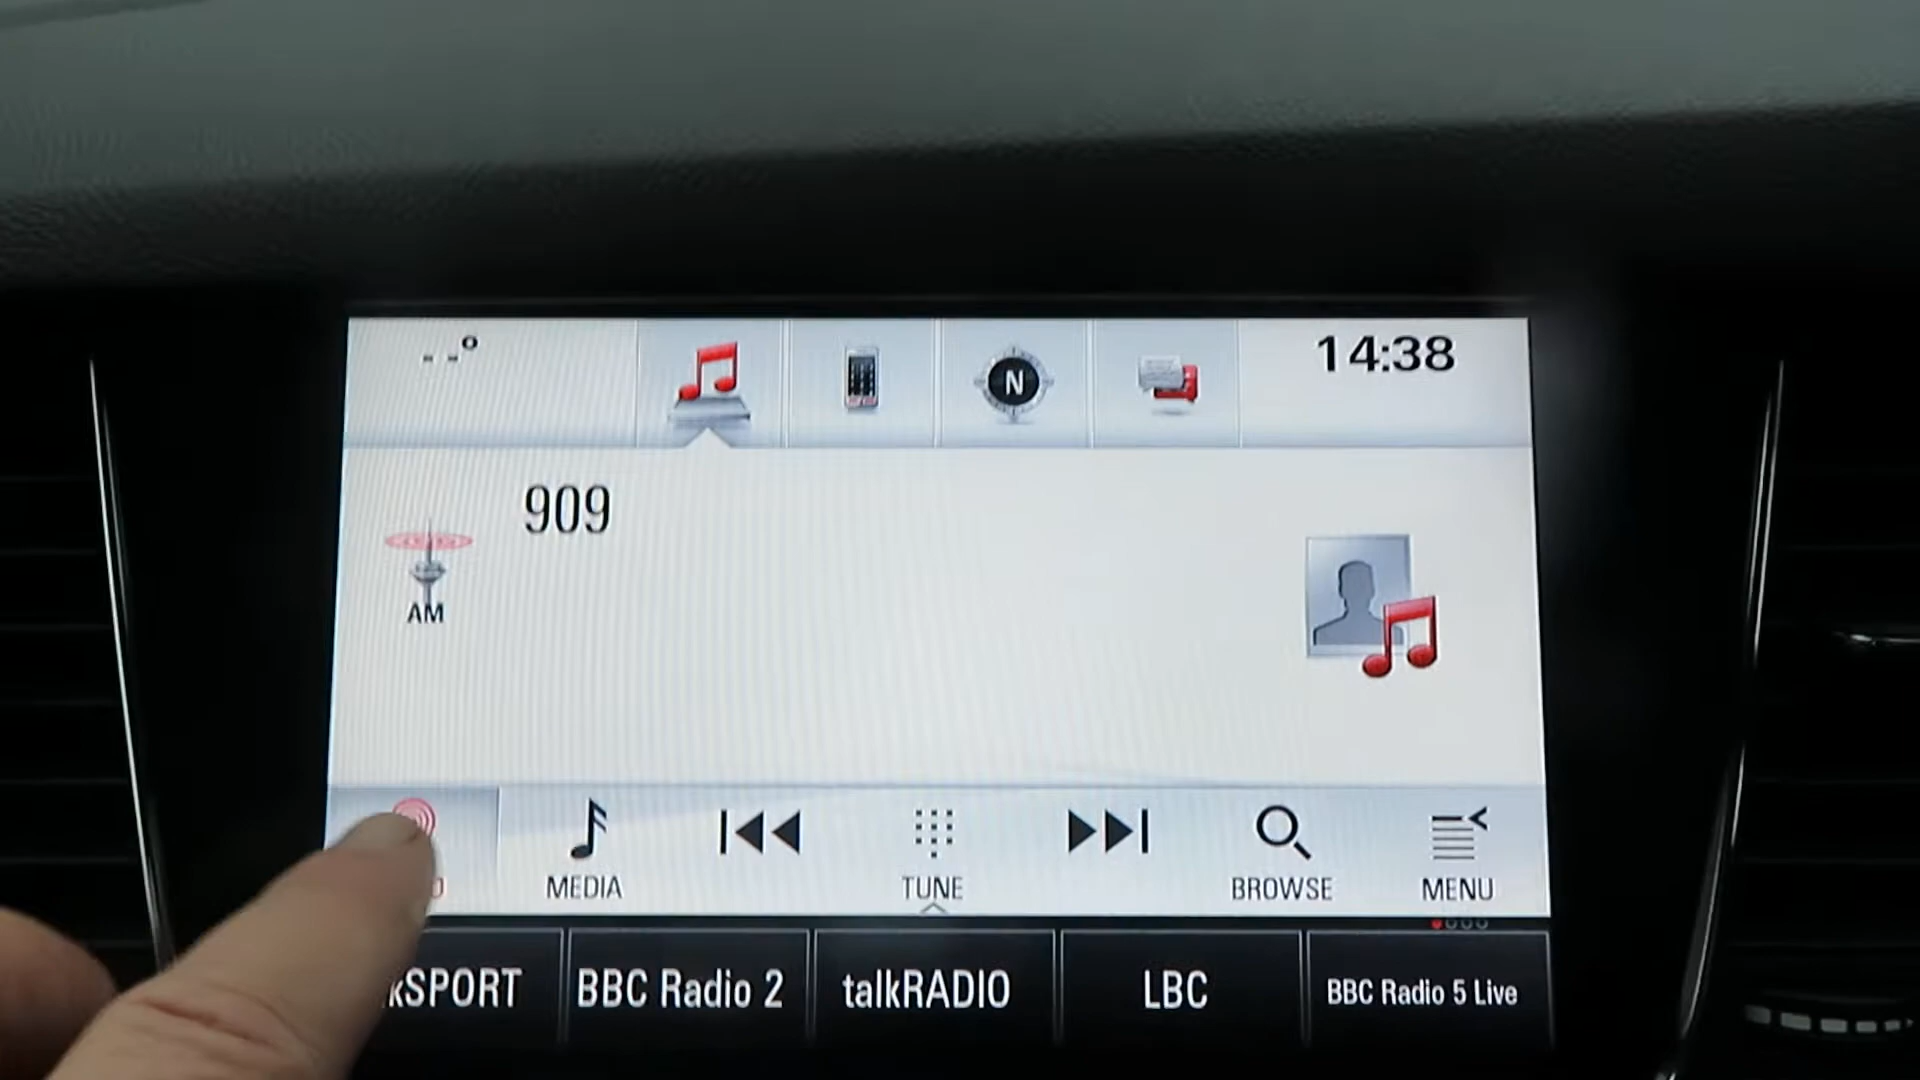 --°
N
14:38
909
AM
MEDIA
TUNE
BROWSE
MENU
kSPORT
BBC Radio 2
talkRADIO
LBC
BBC Radio 5 Live